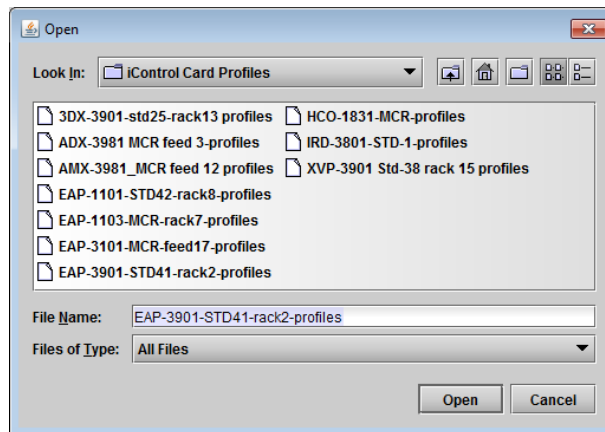 Open
Look In: iControl Card Profiles
3DX-3901-std25-rack13 profiles
ADX-3981 MCR feed 3-profiles
AMX-3981_MCR feed 12 profiles
EAP-1101-STD42-rack8-profiles
EAP-1103-MCR-rack7-profiles
EAP-3101-MCR-feed17-profiles
EAP-3901-STD41-rack2-profiles
HCO-1831-MCR-profiles
IRD-3801-STD-1-profiles
XVP-3901 Std-38 rack 15 profiles
File Name: EAP-3901-STD41-rack2-profiles
Files of Type: All Files
Open Cancel